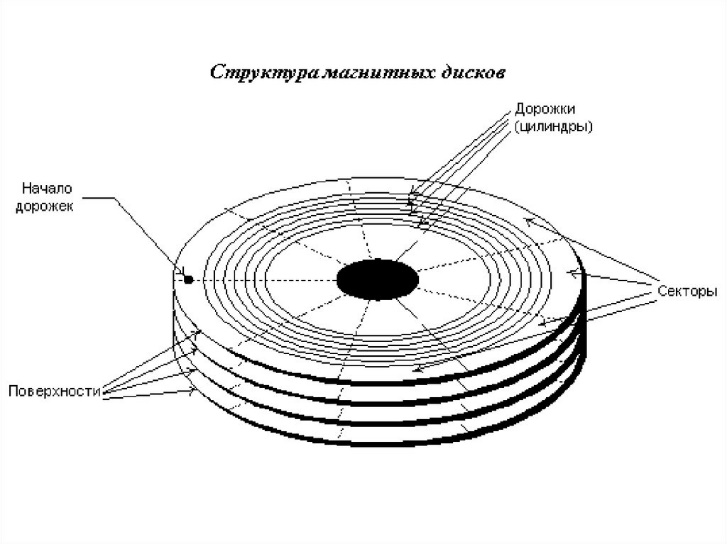 Структура магнитных дисков
Дорожки
(цилиндры)
Начало
дорожек
Секторы
Поверхности